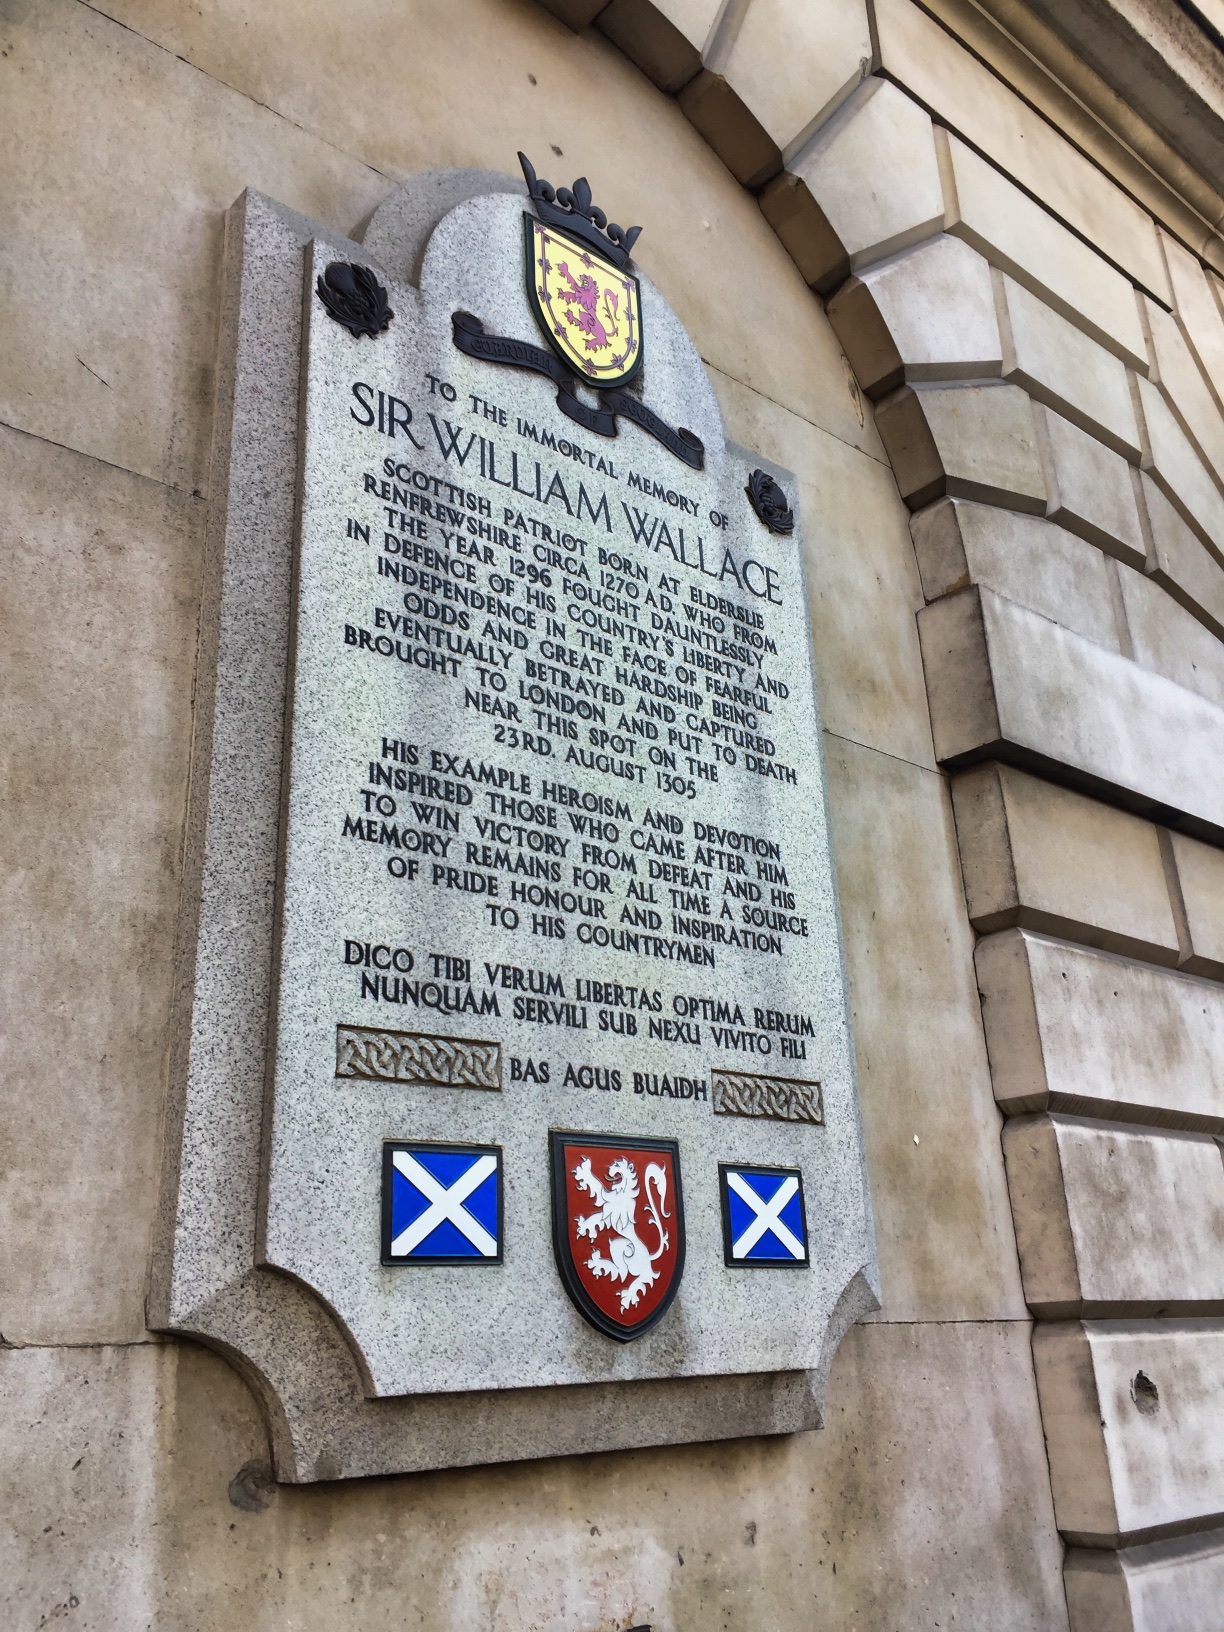 GUARDIAN OF SCOTLAND
TO THE IMMORTAL MEMORY OF
SIR WILLIAM WALLACE
SCOTTISH PATRIOT BORN AT ELDERSLIE
RENFREWSHIRE CIRCA 1270 A.D. WHO FROM
THE YEAR 1296 FOUGHT DAUNTLESSLY
IN DEFENCE OF HIS COUNTRY'S LIBERTY AND
INDEPENDENCE IN THE FACE OF FEARFUL
ODDS AND GREAT HARDSHIP BEING
EVENTUALLY BETRAYED AND CAPTURED
BROUGHT TO LONDON AND PUT TO DEATH
NEAR THIS SPOT ON THE
23RD. AUGUST 1305
HIS EXAMPLE HEROISM AND DEVOTION
INSPIRED THOSE WHO CAME AFTER HIM
TO WIN VICTORY FROM DEFEAT AND HIS
MEMORY REMAINS FOR ALL TIME A SOURCE
OF PRIDE HONOUR AND INSPIRATION
TO HIS COUNTRYMEN
DICO TIBI VERUM LIBERTAS OPTIMA RERUM
NUNQUAM SERVILI SUB NEXU VIVITO FILI
BAS AGUS BUAIDH